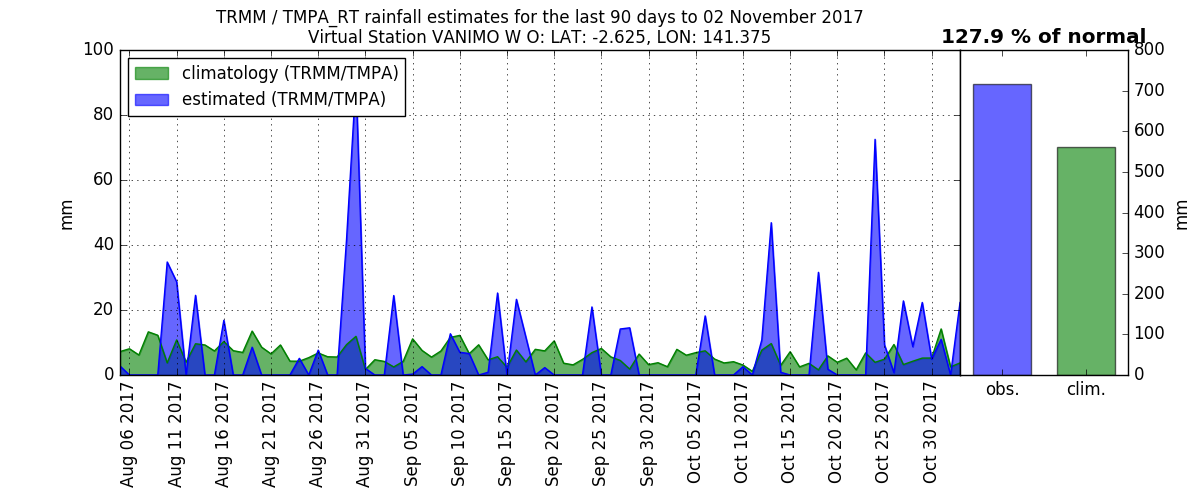 TRMM / TMPA_RT rainfall estimates for the last 90 days to 02 November 2017
Virtual Station VANIMO W O: LAT: -2.625, LON: 141.375
127.9 % of normal
climatology (TRMM/TMPA)
estimated (TRMM/TMPA)
100
80
60
40
20
0
mm
Aug 06 2017
Aug 11 2017
Aug 16 2017
Aug 21 2017
Aug 26 2017
Aug 31 2017
Sep 05 2017
Sep 10 2017
Sep 15 2017
Sep 20 2017
Sep 25 2017
Sep 30 2017
Oct 05 2017
Oct 10 2017
Oct 15 2017
Oct 20 2017
Oct 25 2017
Oct 30 2017
obs.
clim.
800
700
600
500
400
300
200
100
0
mm